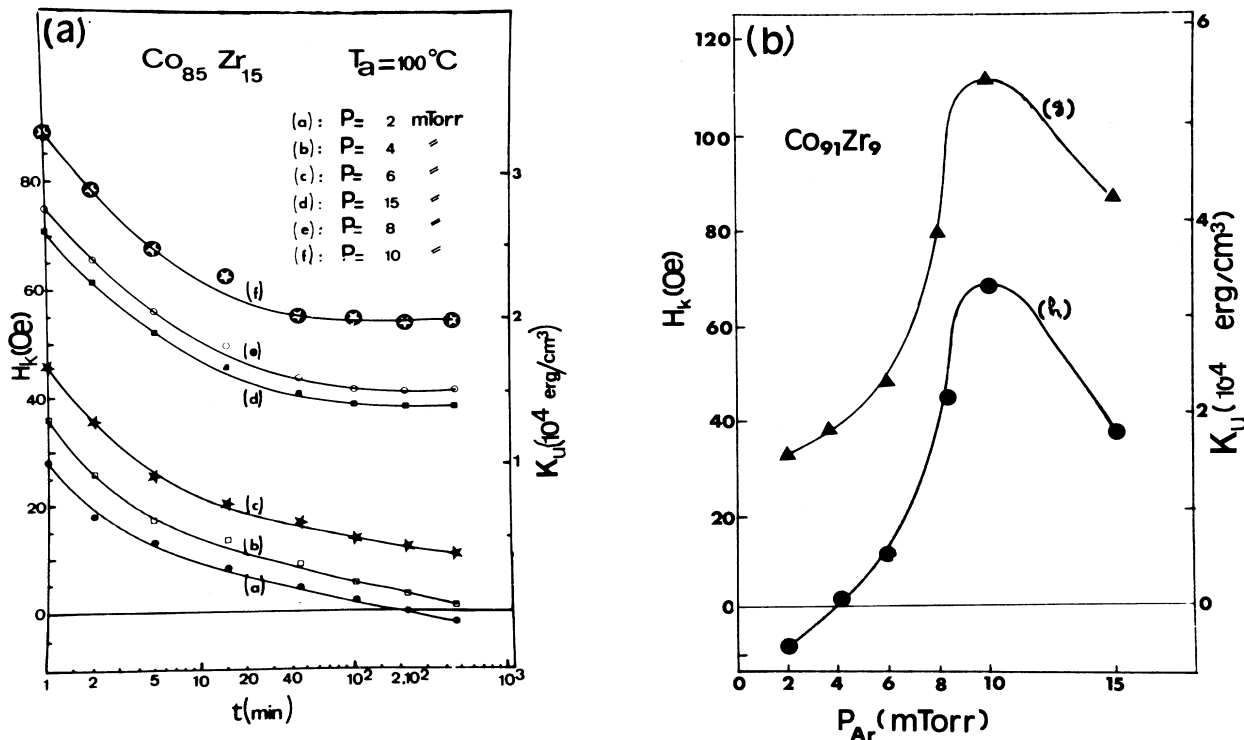 (a)
Co85 Zr15 Ta=100°C
(a): P= 2 mTorr
(b): P= 4 〃
(c): P= 6 〃
(d): P= 15 〃
(e): P= 8 〃
(f): P= 10 〃
80
60
40
20
0
Hk(Oe)
3
2
1
Ku(10^4 erg/cm^3)
(f)
(e)
(d)
(c)
(b)
(a)
1 2 5 10 20 40 10^2 2.10^2 10^3
t(min)
(b)
Co91Zr9
120
100
80
60
40
20
0
Hk(Oe)
6
4
2
0
Ku(10^4 erg/cm^3)
(g)
(h)
0 2 4 6 8 10 15
PAr(mTorr)